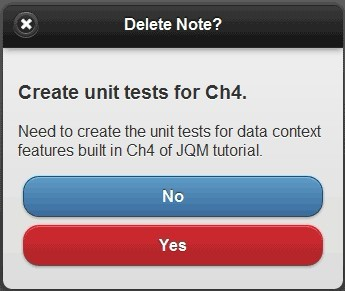 Delete Note?
Create unit tests for Ch4.
Need to create the unit tests for data context
features built in Ch4 of JQM tutorial.
No
Yes